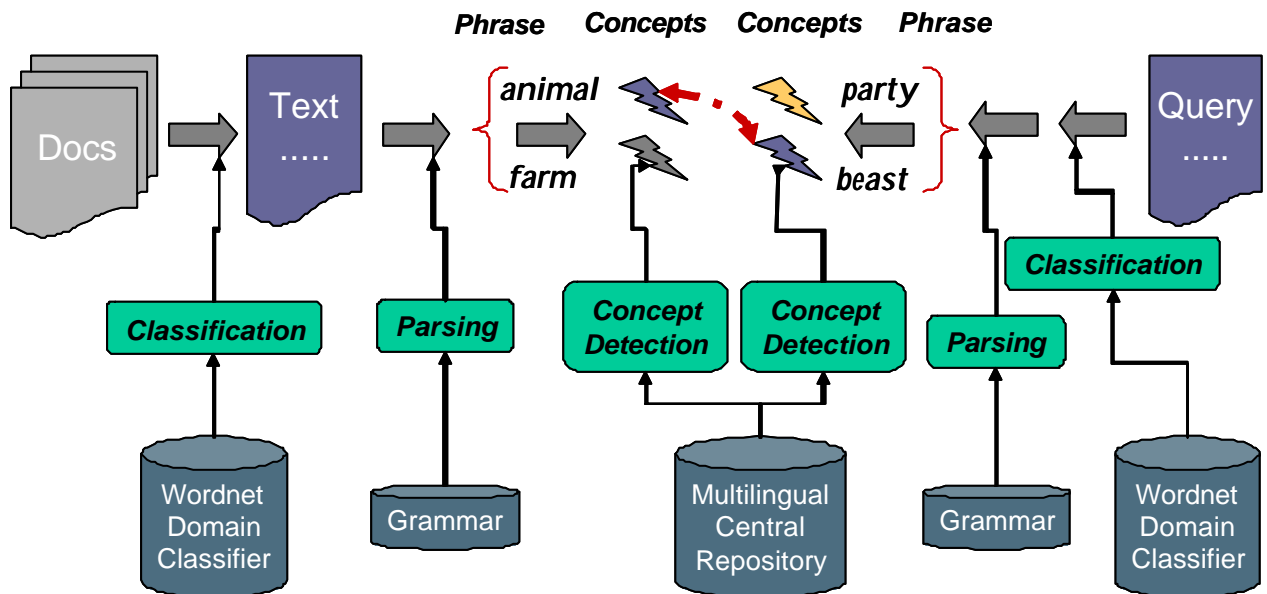 Phrase Concepts Concepts Phrase
Docs
Text
.....
animal
farm
party
beast
Query
.....
Classification
Parsing
Concept
Detection
Concept
Detection
Parsing
Classification
Wordnet
Domain
Classifier
Grammar
Multilingual
Central
Repository
Grammar
Wordnet
Domain
Classifier